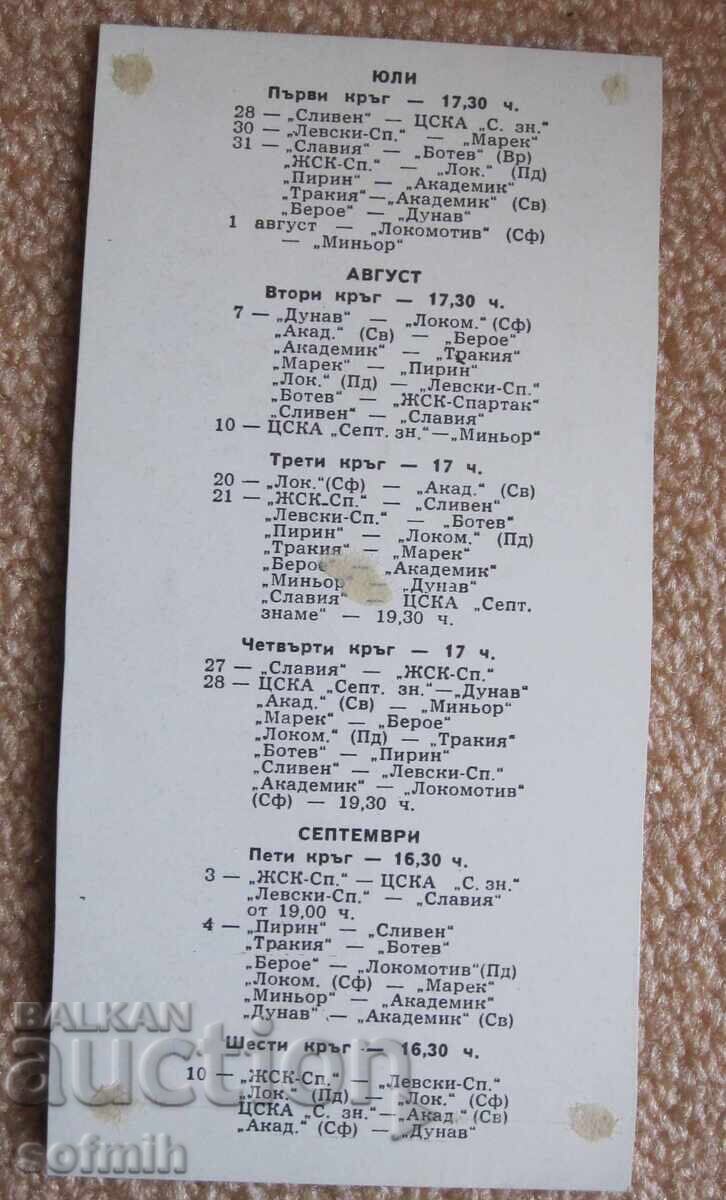 ЮЛИ
Първи кръг — 17,30 ч.
28 — „Сливен“ — ЦСКА „С. зн.“
30 — „Левски-Сп.“ — „Марек“
31 — „Славия“ — „Ботев“ (Вр)
„ЖСК-Сп.“ — „Лок.“ (Пд)
„Пирин“ — „Академик“
„Тракия“—„Академик“ (Св)
„Берое“ — „Дунав“
1 август — „Локомотив“ (Сф)
— „Миньор“
АВГУСТ
Втори кръг — 17,30 ч.
7 — „Дунав“ — „Локом.“ (Сф)
„Акад.“ (Св) — „Берое“
„Академик“ — „Тракия“
„Марек“ — „Пирин“
„Лок.“ (Пд) — „Левски-Сп.“
„Ботев“ — „ЖСК-Спартак“
„Сливен“ — „Славия“
10 — ЦСКА „Септ. зн.“—„Миньор“
Трети кръг — 17 ч.
20 — „Лок.“(Сф) — „Акад.“ (Св)
21 — „ЖСК-Сп.“ — „Сливен“
„Левски-Сп.“ — „Ботев“
„Пирин“ — „Локом.“ (Пд)
„Тракия“ — „Марек“
„Берое — „Академик“
„Миньор — „Дунав“
„Славия“ — ЦСКА „Септ.
знаме“ — 19,30 ч.
Четвърти кръг — 17 ч.
27 — „Славия“ — „ЖСК-Сп.“
28 — ЦСКА „Септ. зн.“—„Дунав“
„Акад.“ (Св) — „Миньор“
„Марек“ — „Берое“
„Локом.“ (Пд) — „Тракия“
„Ботев“ — „Пирин“
„Сливен“ — „Левски-Сп.“
„Академик“ — „Локомотив“
(Сф) — 19,30 ч.
СЕПТЕМВРИ
Пети кръг — 16,30 ч.
3 — „ЖСК-Сп.“ — ЦСКА „С. зн.“
„Левски-Сп.“ — „Славия“
от 19,00 ч.
4 — „Пирин“ — „Сливен“
„Тракия“ — „Ботев“
„Берое“ — „Локомотив“(Пд)
„Локом. (Сф) — „Марек“
„Миньор“ — „Академик“
„Дунав“ — „Академик“ (Св)
Шести кръг — 16,30 ч.
10 — „ЖСК-Сп.“ — „Левски-Сп.“
„Лок.“ (Пд) — „Лок.“ (Сф)
ЦСКА „С. зн.“—„Акад.“ (Св)
„Акад.“ (Сф) — „Дунав“
BALKAN
auction
sofmih